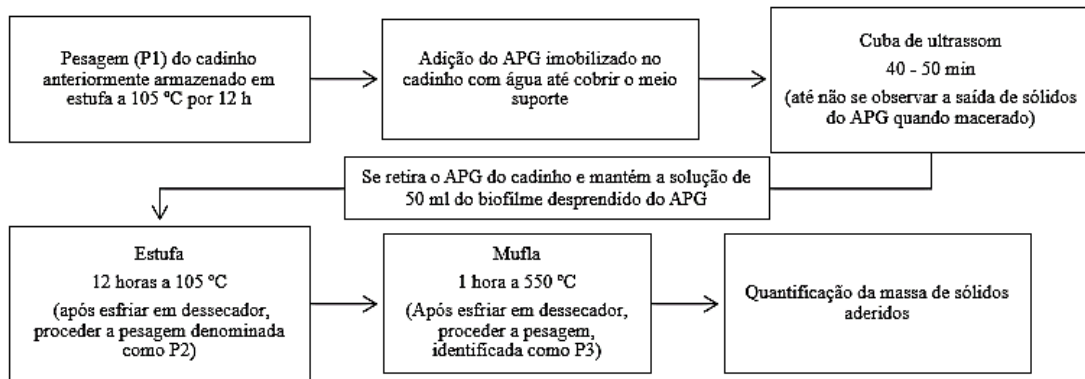 Pesagem (P1) do cadinho
anteriormente armazenado em
estufa a 105 ºC por 12 h
Adição do APG imobilizado no
cadinho com água até cobrir o meio
suporte
Cuba de ultrassom
40 - 50 min
(até não se observar a saída de sólidos
do APG quando macerado)
Se retira o APG do cadinho e mantém a solução de
50 ml do biofilme desprendido do APG
Estufa
12 horas a 105 ºC
(após esfriar em dessecador,
proceder a pesagem denominada
como P2)
Mufla
1 hora a 550 ºC
(Após esfriar em dessecador,
proceder a pesagem,
identificada como P3)
Quantificação da massa de sólidos
aderidos